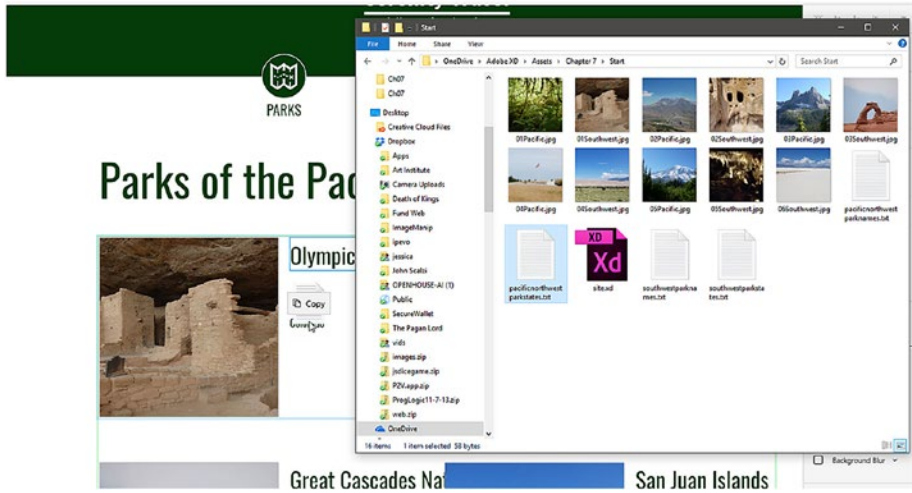 Start
File Home Share View
OneDrive > Adobe XD > Assets > Chapter 7 > Start
Search Start
PARKS
Parks of the Pac
Olympic
Copy
Great Cascades Nat
San Juan Islands
Ch07
Ch07
Desktop
Creative Cloud Files
Dropbox
Apps
Art Institute
Camera Uploads
Death of Kings
Fund Web
ImageManip
ipevo
jessica
John Scalzi
OPENHOUSE-AI (1)
Public
SecureWallet
The Pagan Lord
vids
images.zip
jsdicegame.zip
P2V.app.zip
ProgLogic11-7-13.zip
web.zip
OneDrive
01Pacific.jpg 01Southwest.jpg 02Pacific.jpg 02Southwest.jpg 03Pacific.jpg 03Southwest.jpg
04Pacific.jpg 04Southwest.jpg 05Pacific.jpg 05Southwest.jpg 06Southwest.jpg pacificnorthwest
parknames.txt
XD
Xd
pacificnorthwest site.xd southwestparkna southwestparksta
parkstates.txt mes.txt tes.txt
16 items 1 item selected 58 bytes
Background Blur